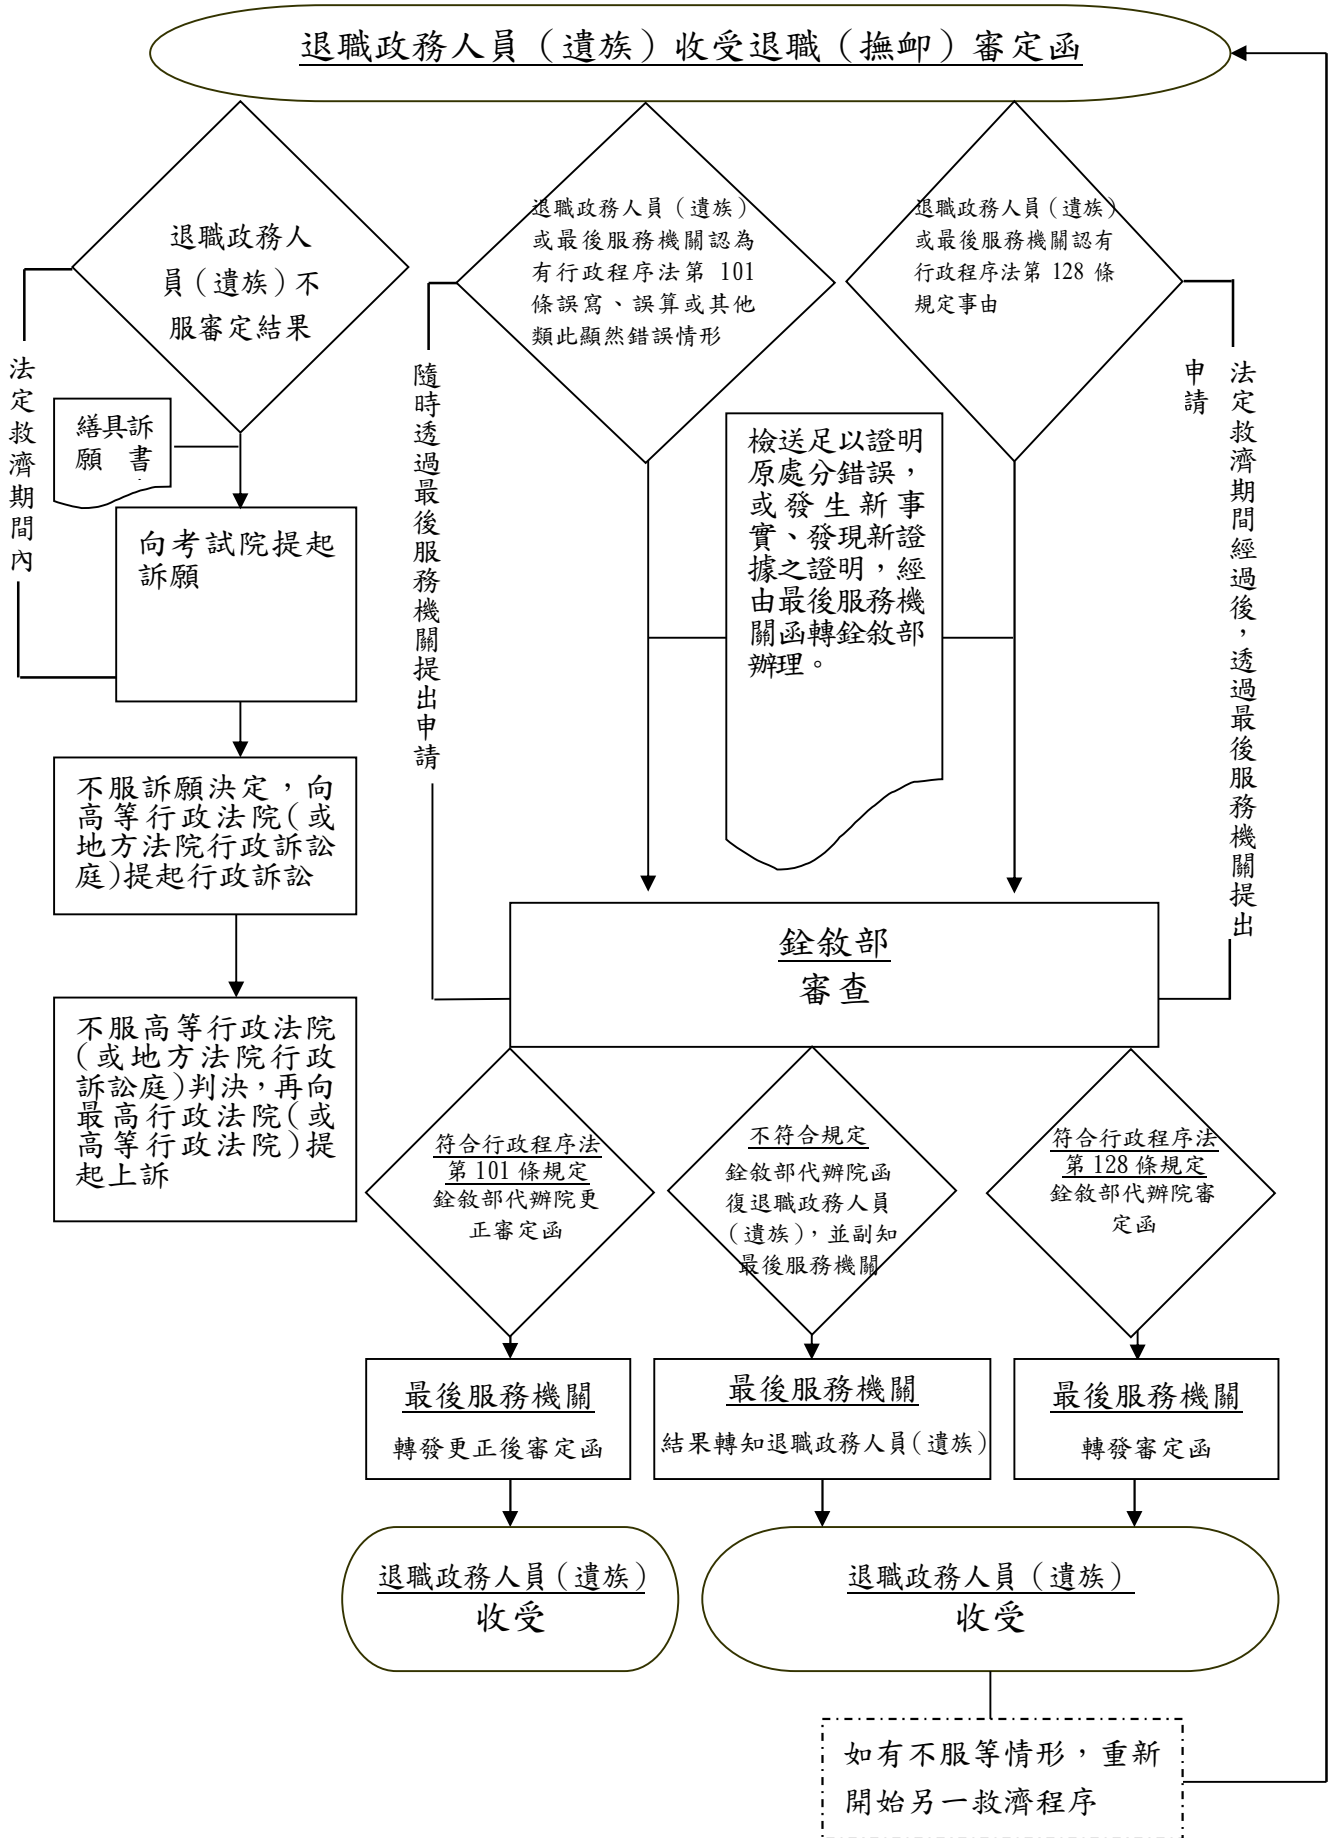 退職政務人員（遺族）收受退職（撫卹）審定函
退職政務人
員（遺族）不
服審定結果
退職政務人員（遺族）
或最後服務機關認為
有行政程序法第 101
條誤寫、誤算或其他
類此顯然錯誤情形
退職政務人員（遺族）
或最後服務機關認有
行政程序法第 128 條
規定事由
法定救濟期間內
繕具訴
願　書
向考試院提起
訴願
隨時透過最後服務機關提出申請
檢送足以證明
原處分錯誤，
或發生新事
實、發現新證
據之證明，經
由最後服務機
關函轉銓敘部
辦理。
法定救濟期間經過後，透過最後服務機關提出
申請
不服訴願決定，向
高等行政法院(或
地方法院行政訴訟
庭)提起行政訴訟
不服高等行政法院
(或地方法院行政
訴訟庭)判決，再向
最高行政法院(或
高等行政法院)提
起上訴
銓敘部
審查
符合行政程序法
第 101 條規定
銓敘部代辦院更
正審定函
不符合規定
銓敘部代辦院函
復退職政務人員
（遺族），並副知
最後服務機關
符合行政程序法
第 128 條規定
銓敘部代辦院審
定函
最後服務機關
轉發更正後審定函
最後服務機關
結果轉知退職政務人員（遺族）
最後服務機關
轉發審定函
退職政務人員（遺族）
收受
退職政務人員（遺族）
收受
如有不服等情形，重新
開始另一救濟程序